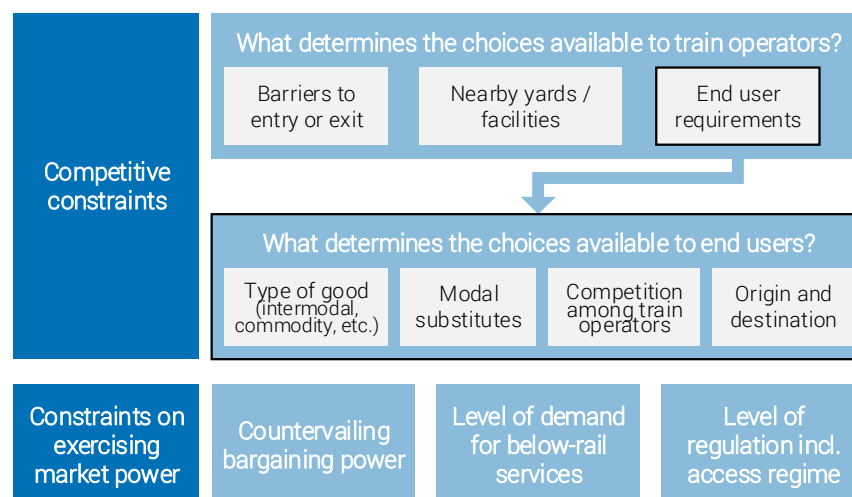 What determines the choices available to train operators?
Barriers to
entry or exit
Nearby yards /
facilities
End user
requirements
Competitive
constraints
What determines the choices available to end users?
Type of good
(intermodal,
commodity, etc.)
Modal
substitutes
Competition
among train
operators
Origin and
destination
Constraints on
exercising
market power
Countervailing
bargaining power
Level of demand
for below-rail
services
Level of
regulation incl.
access regime